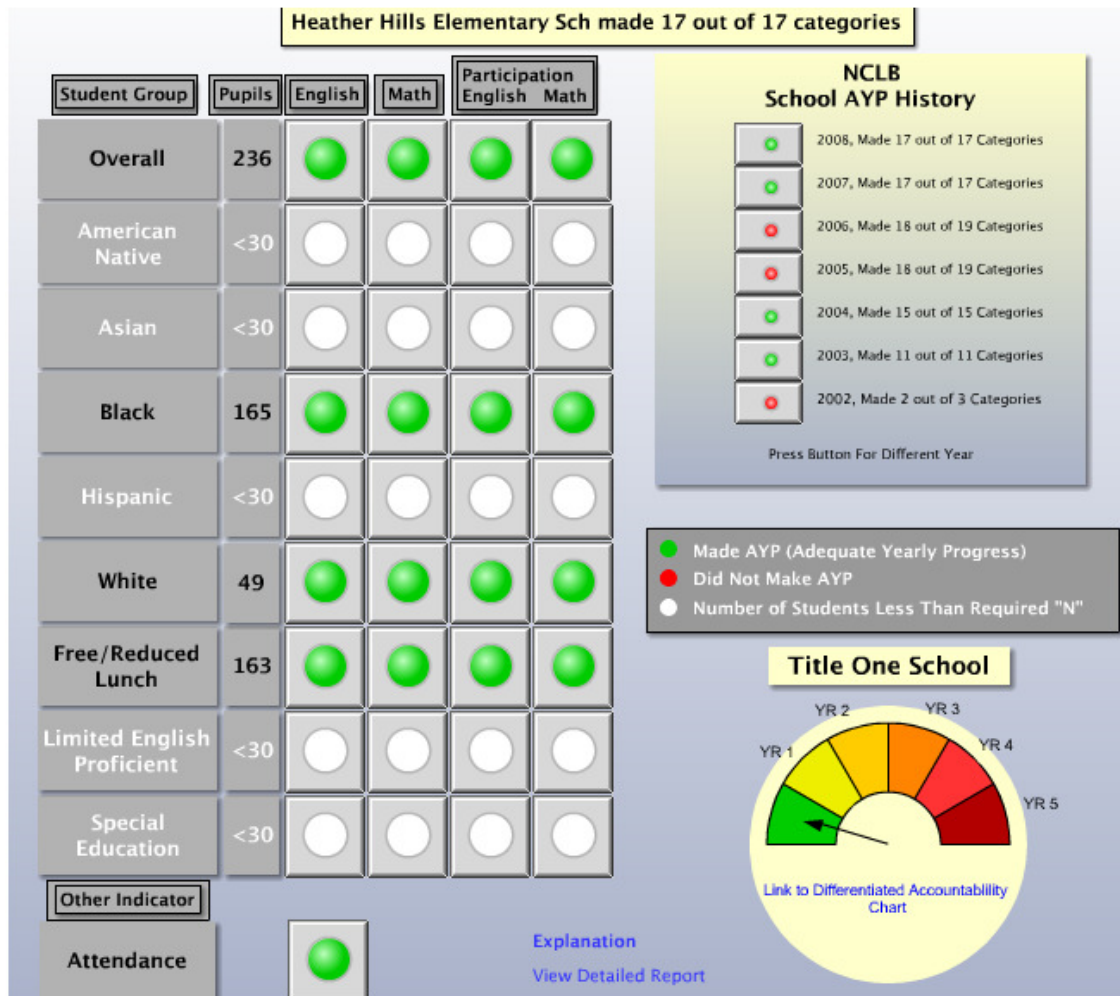 Heather Hills Elementary Sch made 17 out of 17 categories
Student Group
Pupils
English
Math
Participation
English Math
Overall
236
American
Native
<30
Asian
<30
Black
165
Hispanic
<30
White
49
Free/Reduced
Lunch
163
Limited English
Proficient
<30
Special
Education
<30
Other Indicator
Attendance
NCLB
School AYP History
2008, Made 17 out of 17 Categories
2007, Made 17 out of 17 Categories
2006, Made 18 out of 19 Categories
2005, Made 18 out of 19 Categories
2004, Made 15 out of 15 Categories
2003, Made 11 out of 11 Categories
2002, Made 2 out of 3 Categories
Press Button For Different Year
Made AYP (Adequate Yearly Progress)
Did Not Make AYP
Number of Students Less Than Required "N"
Title One School
YR 1
YR 2
YR 3
YR 4
YR 5
Link to Differentiated Accountablility
Chart
Explanation
View Detailed Report